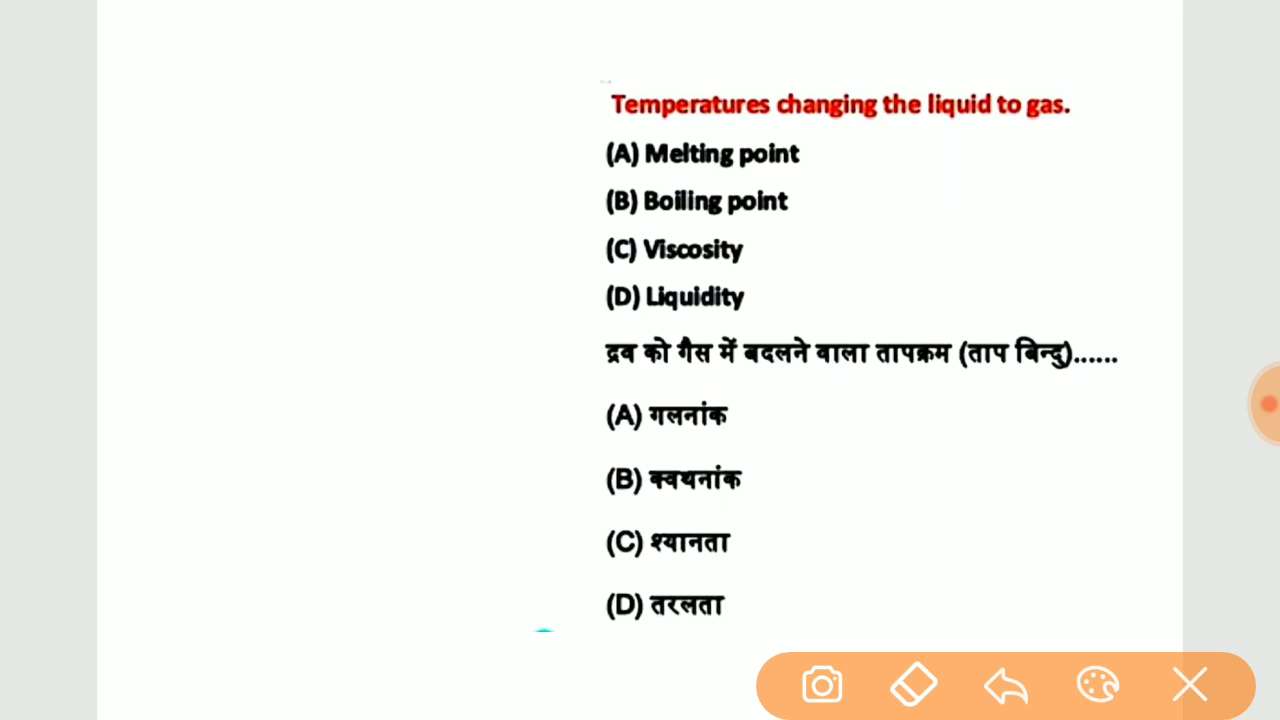 Temperatures changing the liquid to gas.
(A) Melting point
(B) Boiling point
(C) Viscosity
(D) Liquidity
द्रव को गैस में बदलने वाला तापक्रम (ताप बिन्दु)......
(A) गलनांक
(B) क्वथनांक
(C) श्यानता
(D) तरलता